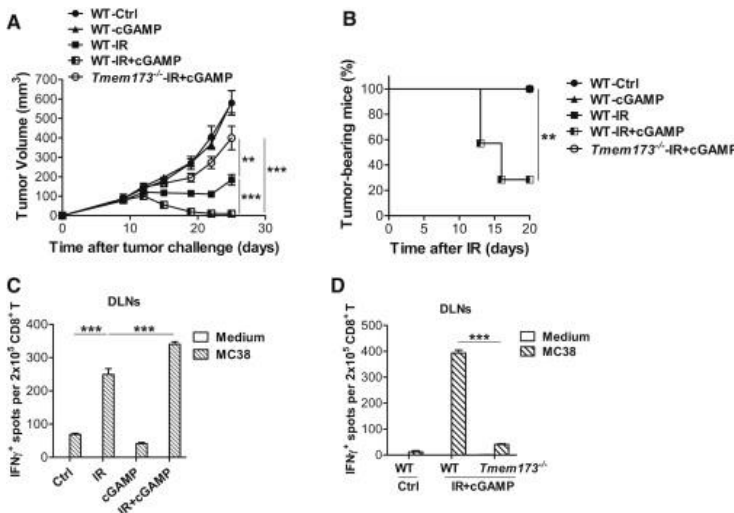 A
WT-Ctrl
WT-cGAMP
WT-IR
WT-IR+cGAMP
Tmem173-/--IR+cGAMP
Tumor Volume (mm³)
700
600
500
400
300
200
100
0
**
***
***
0 10 20 30
Time after tumor challenge (days)
B
Tumor-bearing mice (%)
100
80
60
40
20
0
**
0 5 10 15 20
Time after IR (days)
WT-Ctrl
WT-cGAMP
WT-IR
WT-IR+cGAMP
Tmem173-/--IR+cGAMP
C
DLNs
IFNγ+ spots per 2x10⁵ CD8+ T
400
300
200
100
0
*** ***
Medium
MC38
Ctrl IR cGAMP IR+cGAMP
D
DLNs
IFNγ+ spots per 2x10⁵ CD8+ T
500
400
300
200
100
0
***
Medium
MC38
WT WT Tmem173-/-
Ctrl IR+cGAMP